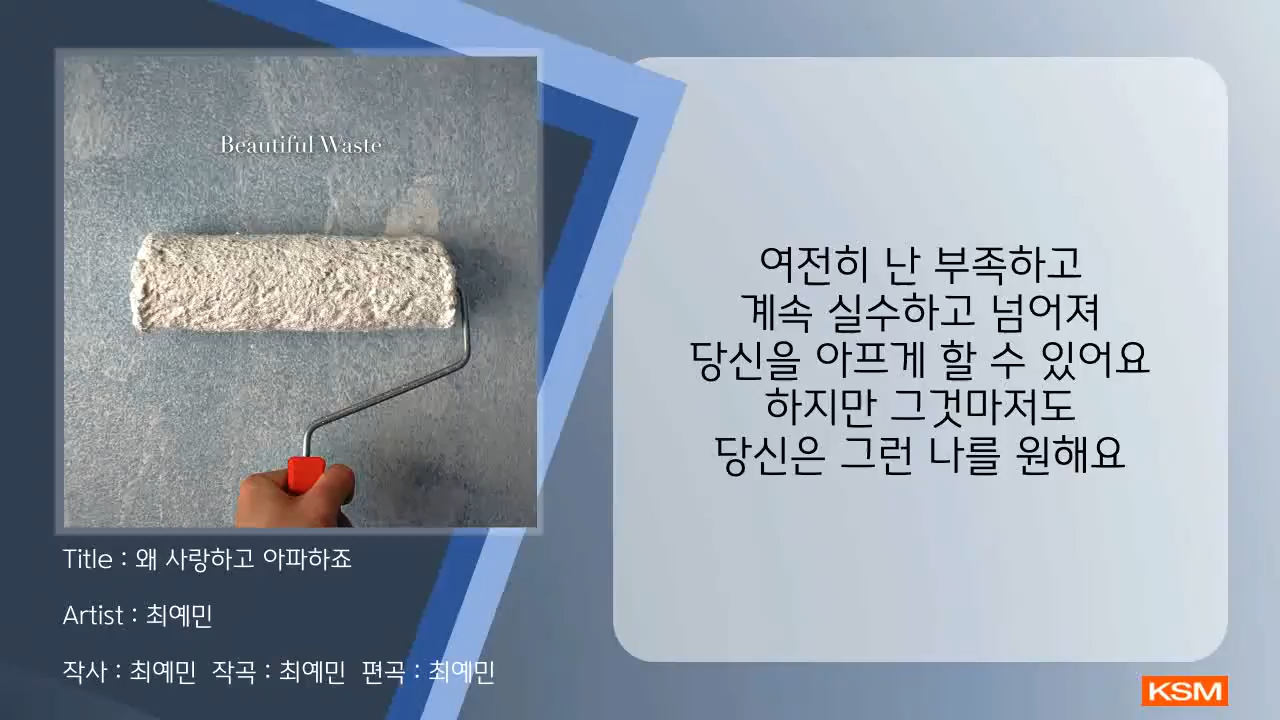 Beautiful Waste
Title : 왜 사랑하고 아파하죠
Artist : 최예민
작사 : 최예민 작곡 : 최예민 편곡 : 최예민
여전히 난 부족하고
계속 실수하고 넘어져
당신을 아프게 할 수 있어요
하지만 그것마저도
당신은 그런 나를 원해요
KSM